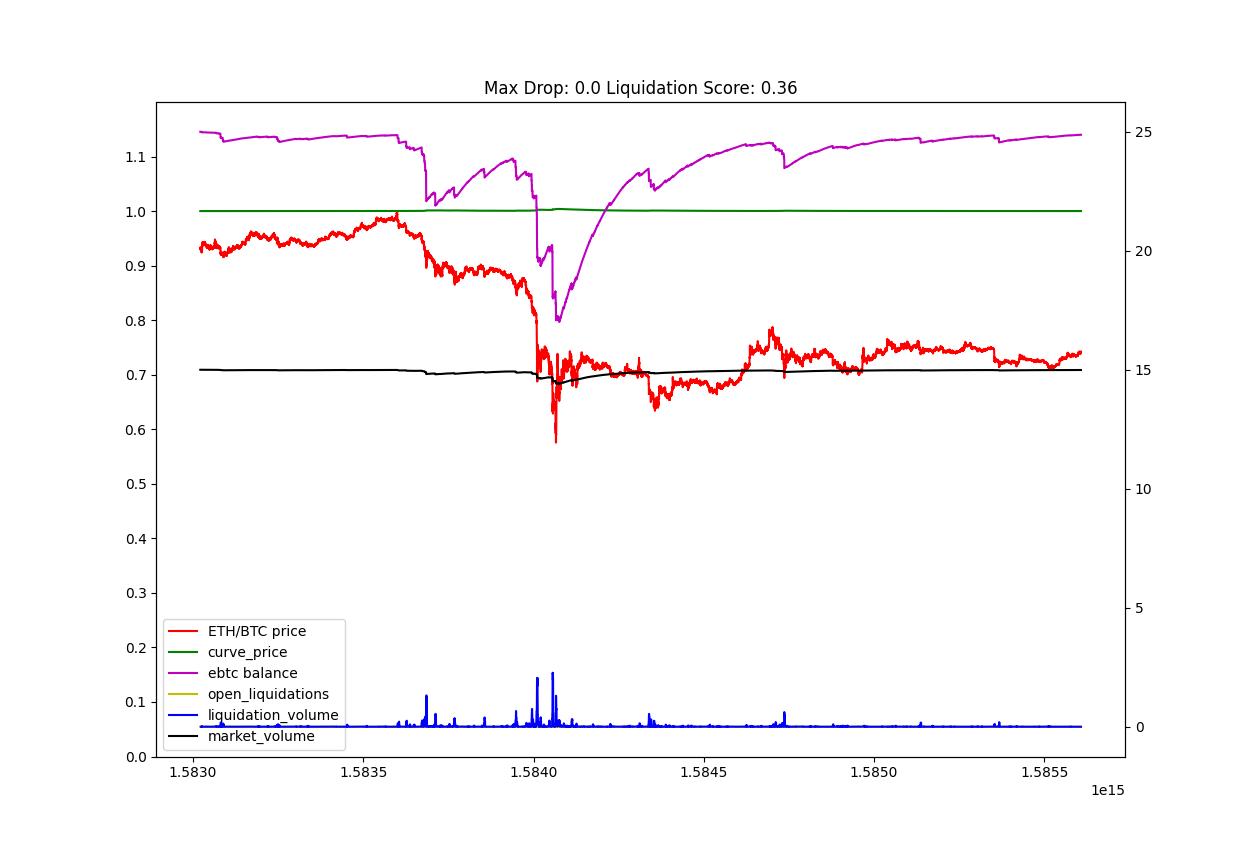 Max Drop: 0.0 Liquidation Score: 0.36
1.1
1.0
0.9
0.8
0.7
0.6
0.5
0.4
0.3
0.2
0.1
0.0
25
20
15
10
5
0
ETH/BTC price
curve_price
ebtc balance
open_liquidations
liquidation_volume
market_volume
1.5830 1.5835 1.5840 1.5845 1.5850 1.5855
1e15